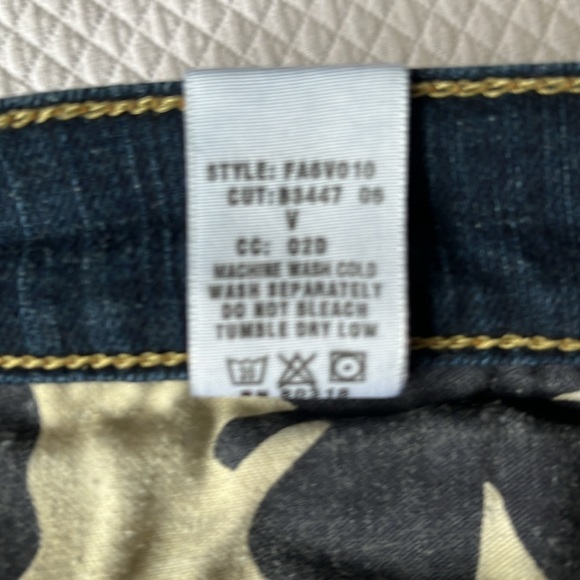 STYLE: FA6V010
CUT: B3447 05
V
CC: 02D
MACHINE WASH COLD
WASH SEPARATELY
DO NOT BLEACH
TUMBLE DRY LOW